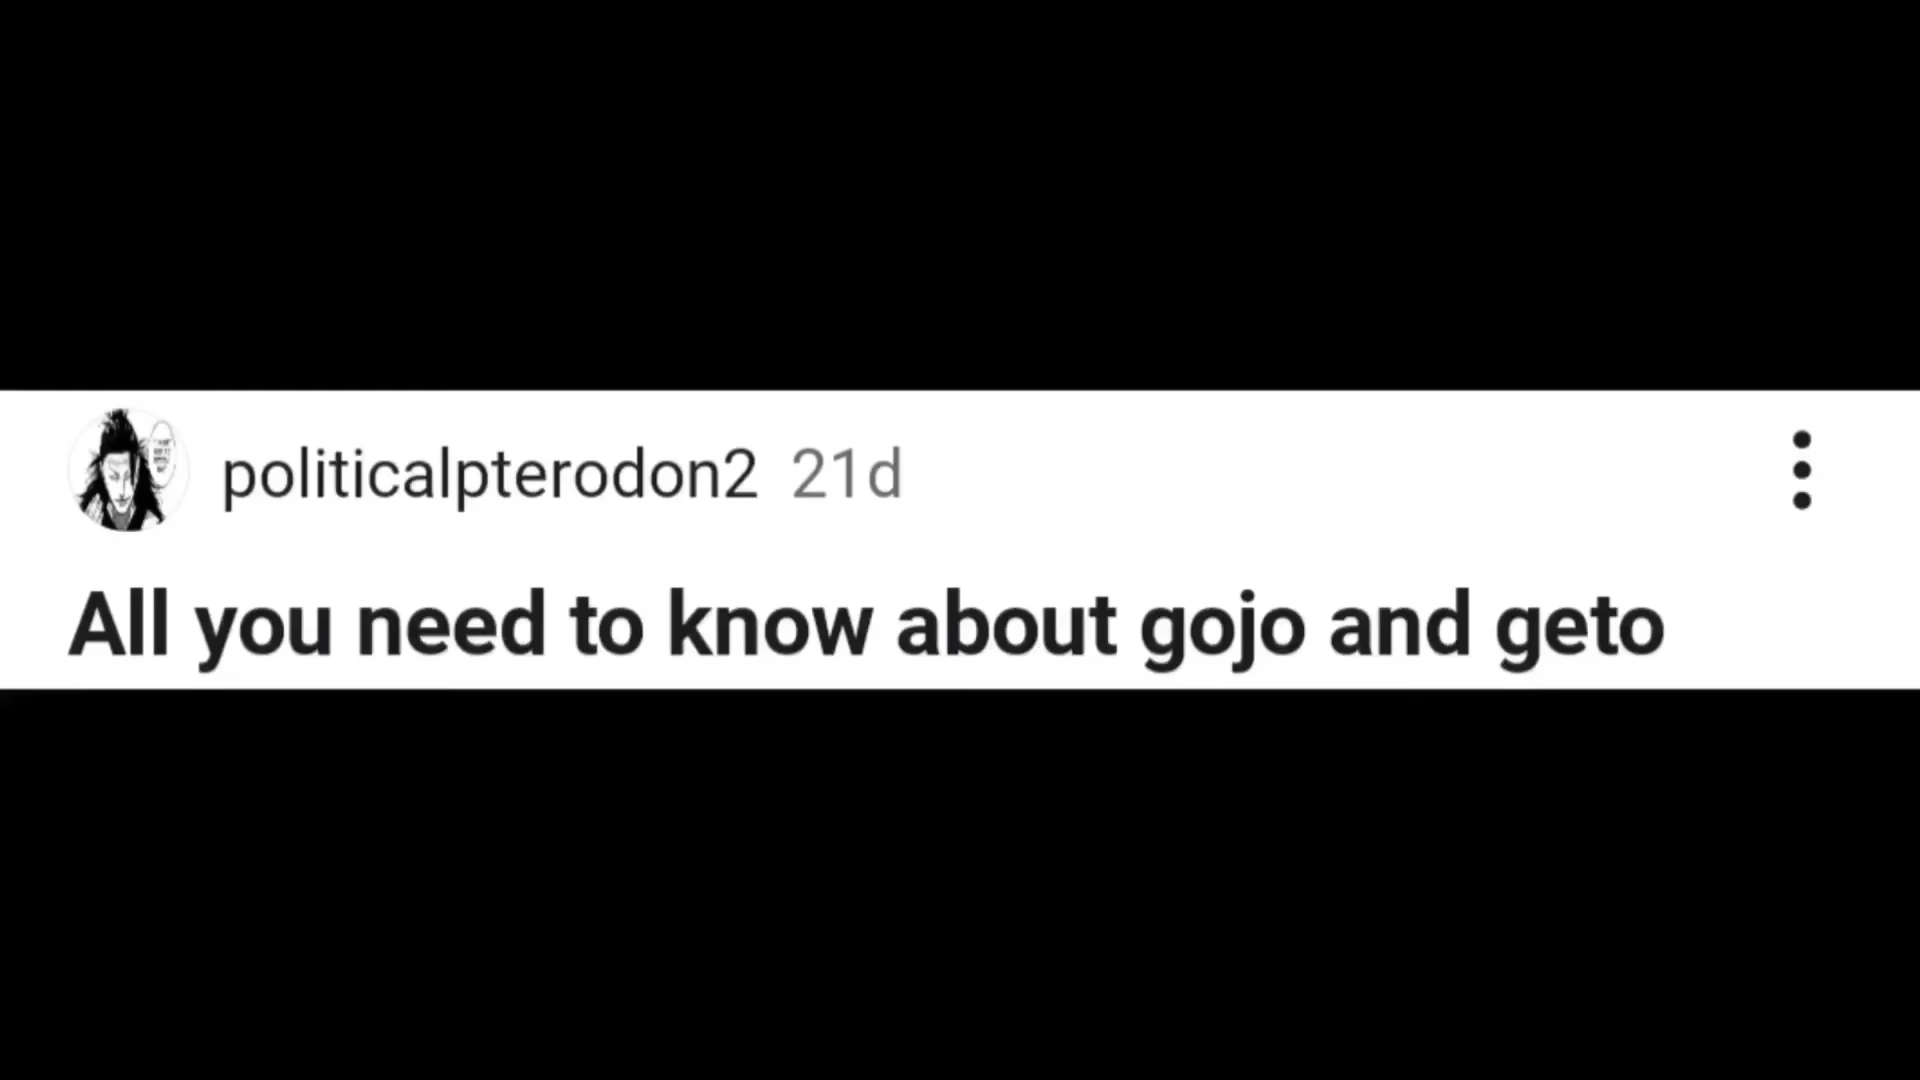 politicalpterodon2 21d
All you need to know about gojo and geto